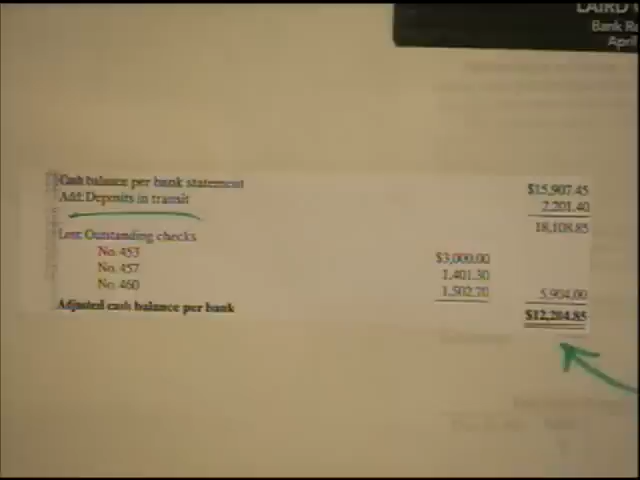 LAIRD
Bank
April
Cash balance per bank statement $15,907.45
Add: Deposits in transit 2,201.40
18,108.85
Less: Outstanding checks
No. 453 $3,000.00
No. 457 1,401.30
No. 460 1,502.70 5,904.00
Adjusted cash balance per bank $12,204.85